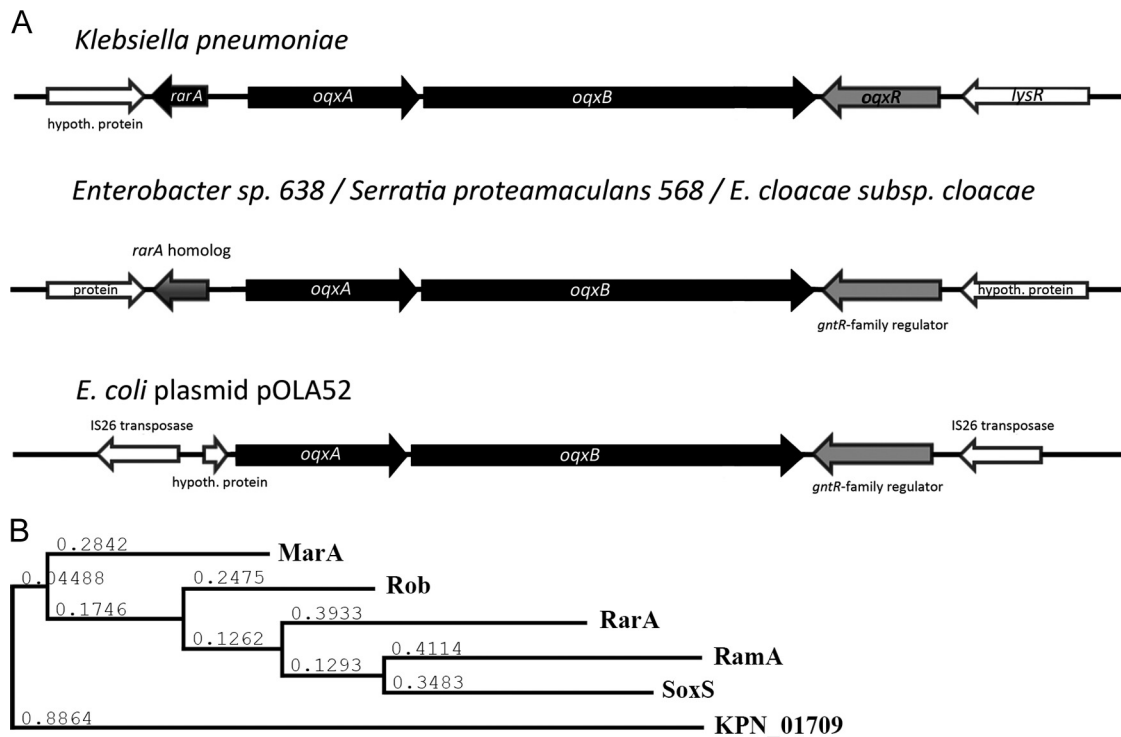 A
Klebsiella pneumoniae
rarA oqxA oqxB oqxR lysR
hypoth. protein
Enterobacter sp. 638 / Serratia proteamaculans 568 / E. cloacae subsp. cloacae
rarA homolog
protein oqxA oqxB hypoth. protein
gntR-family regulator
E. coli plasmid pOLA52
IS26 transposase IS26 transposase
oqxA oqxB
hypoth. protein gntR-family regulator
B
0.2842 MarA
0.04488 0.2475 Rob
0.1746 0.3933 RarA
0.1262 0.4114 RamA
0.1293 0.3483 SoxS
0.8864 KPN_01709